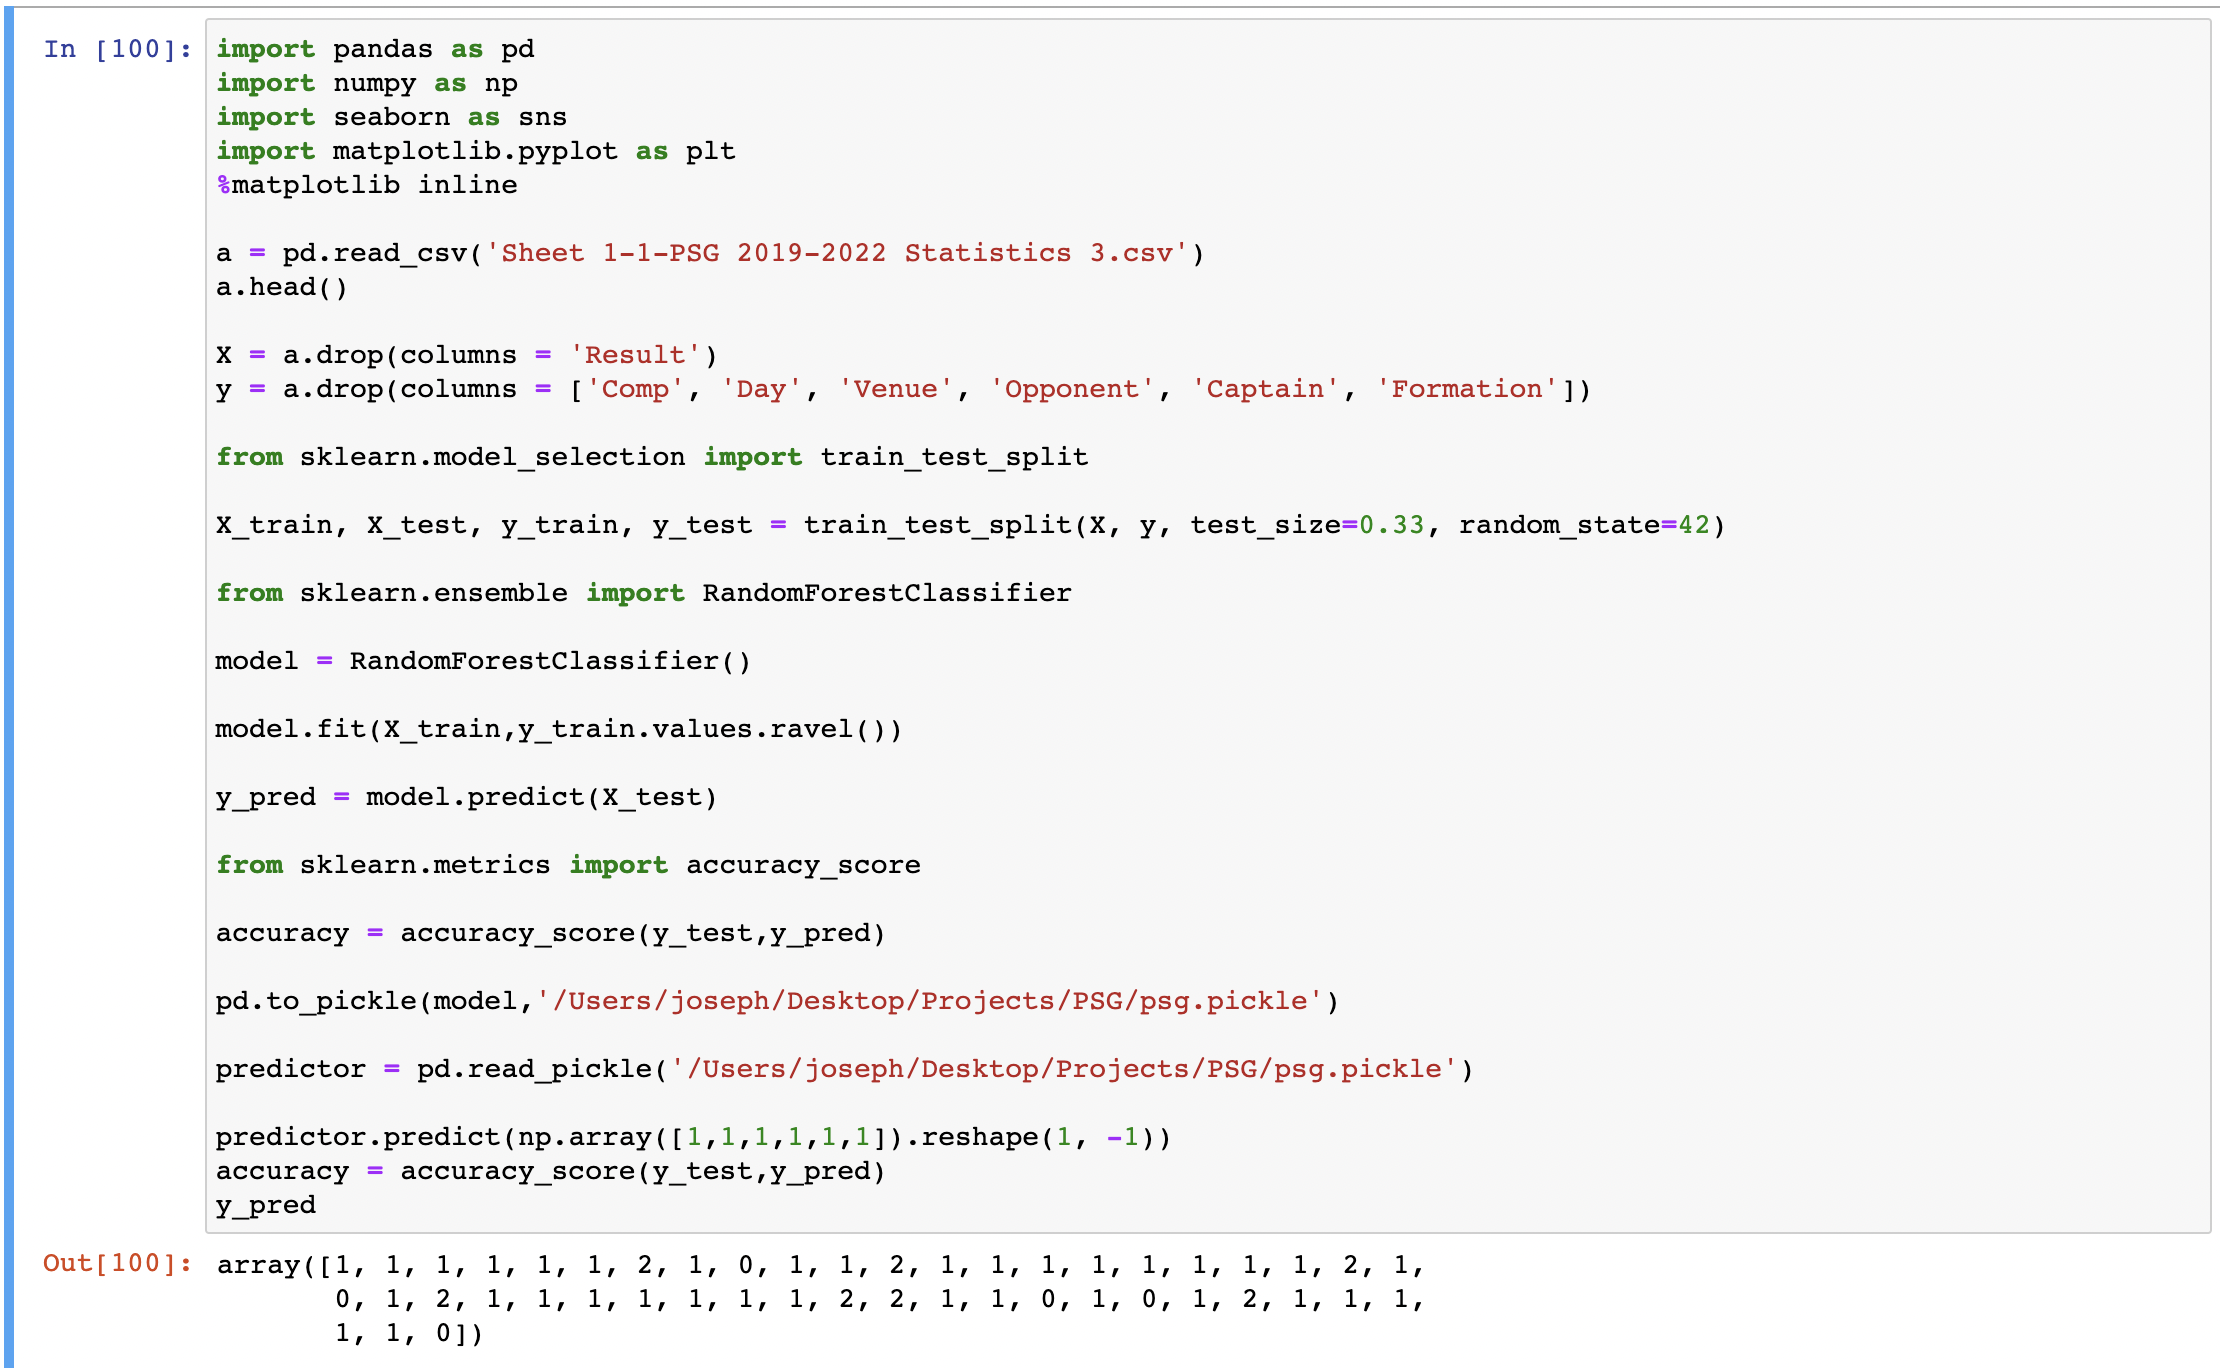 In [100]:
import pandas as pd
import numpy as np
import seaborn as sns
import matplotlib.pyplot as plt
%matplotlib inline
a = pd.read_csv('Sheet 1-1-PSG 2019-2022 Statistics 3.csv')
a.head()
X = a.drop(columns = 'Result')
y = a.drop(columns = ['Comp', 'Day', 'Venue', 'Opponent', 'Captain', 'Formation'])
from sklearn.model_selection import train_test_split
X_train, X_test, y_train, y_test = train_test_split(X, y, test_size=0.33, random_state=42)
from sklearn.ensemble import RandomForestClassifier
model = RandomForestClassifier()
model.fit(X_train,y_train.values.ravel())
y_pred = model.predict(X_test)
from sklearn.metrics import accuracy_score
accuracy = accuracy_score(y_test,y_pred)
pd.to_pickle(model,'/Users/joseph/Desktop/Projects/PSG/psg.pickle')
predictor = pd.read_pickle('/Users/joseph/Desktop/Projects/PSG/psg.pickle')
predictor.predict(np.array([1,1,1,1,1,1]).reshape(1, -1))
accuracy = accuracy_score(y_test,y_pred)
y_pred
Out[100]:
array([1, 1, 1, 1, 1, 1, 2, 1, 0, 1, 1, 2, 1, 1, 1, 1, 1, 1, 1, 1, 2, 1,
0, 1, 2, 1, 1, 1, 1, 1, 1, 1, 2, 2, 1, 1, 0, 1, 0, 1, 2, 1, 1, 1,
1, 1, 0])